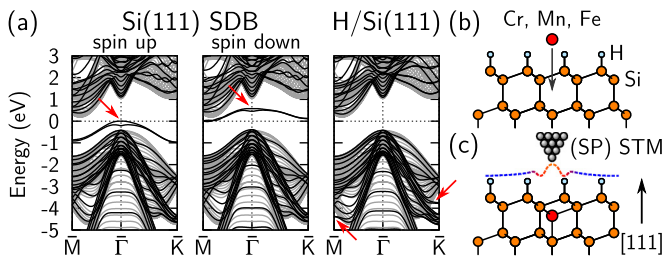 (a) Si(111) SDB H/Si(111)
spin up spin down
Energy (eV)
3
2
1
0
-1
-2
-3
-4
-5
M̄ Γ̄ K̄ M̄ Γ̄ K̄ M̄ Γ̄ K̄
(b) Cr, Mn, Fe
H
Si
(c) (SP) STM
[111]